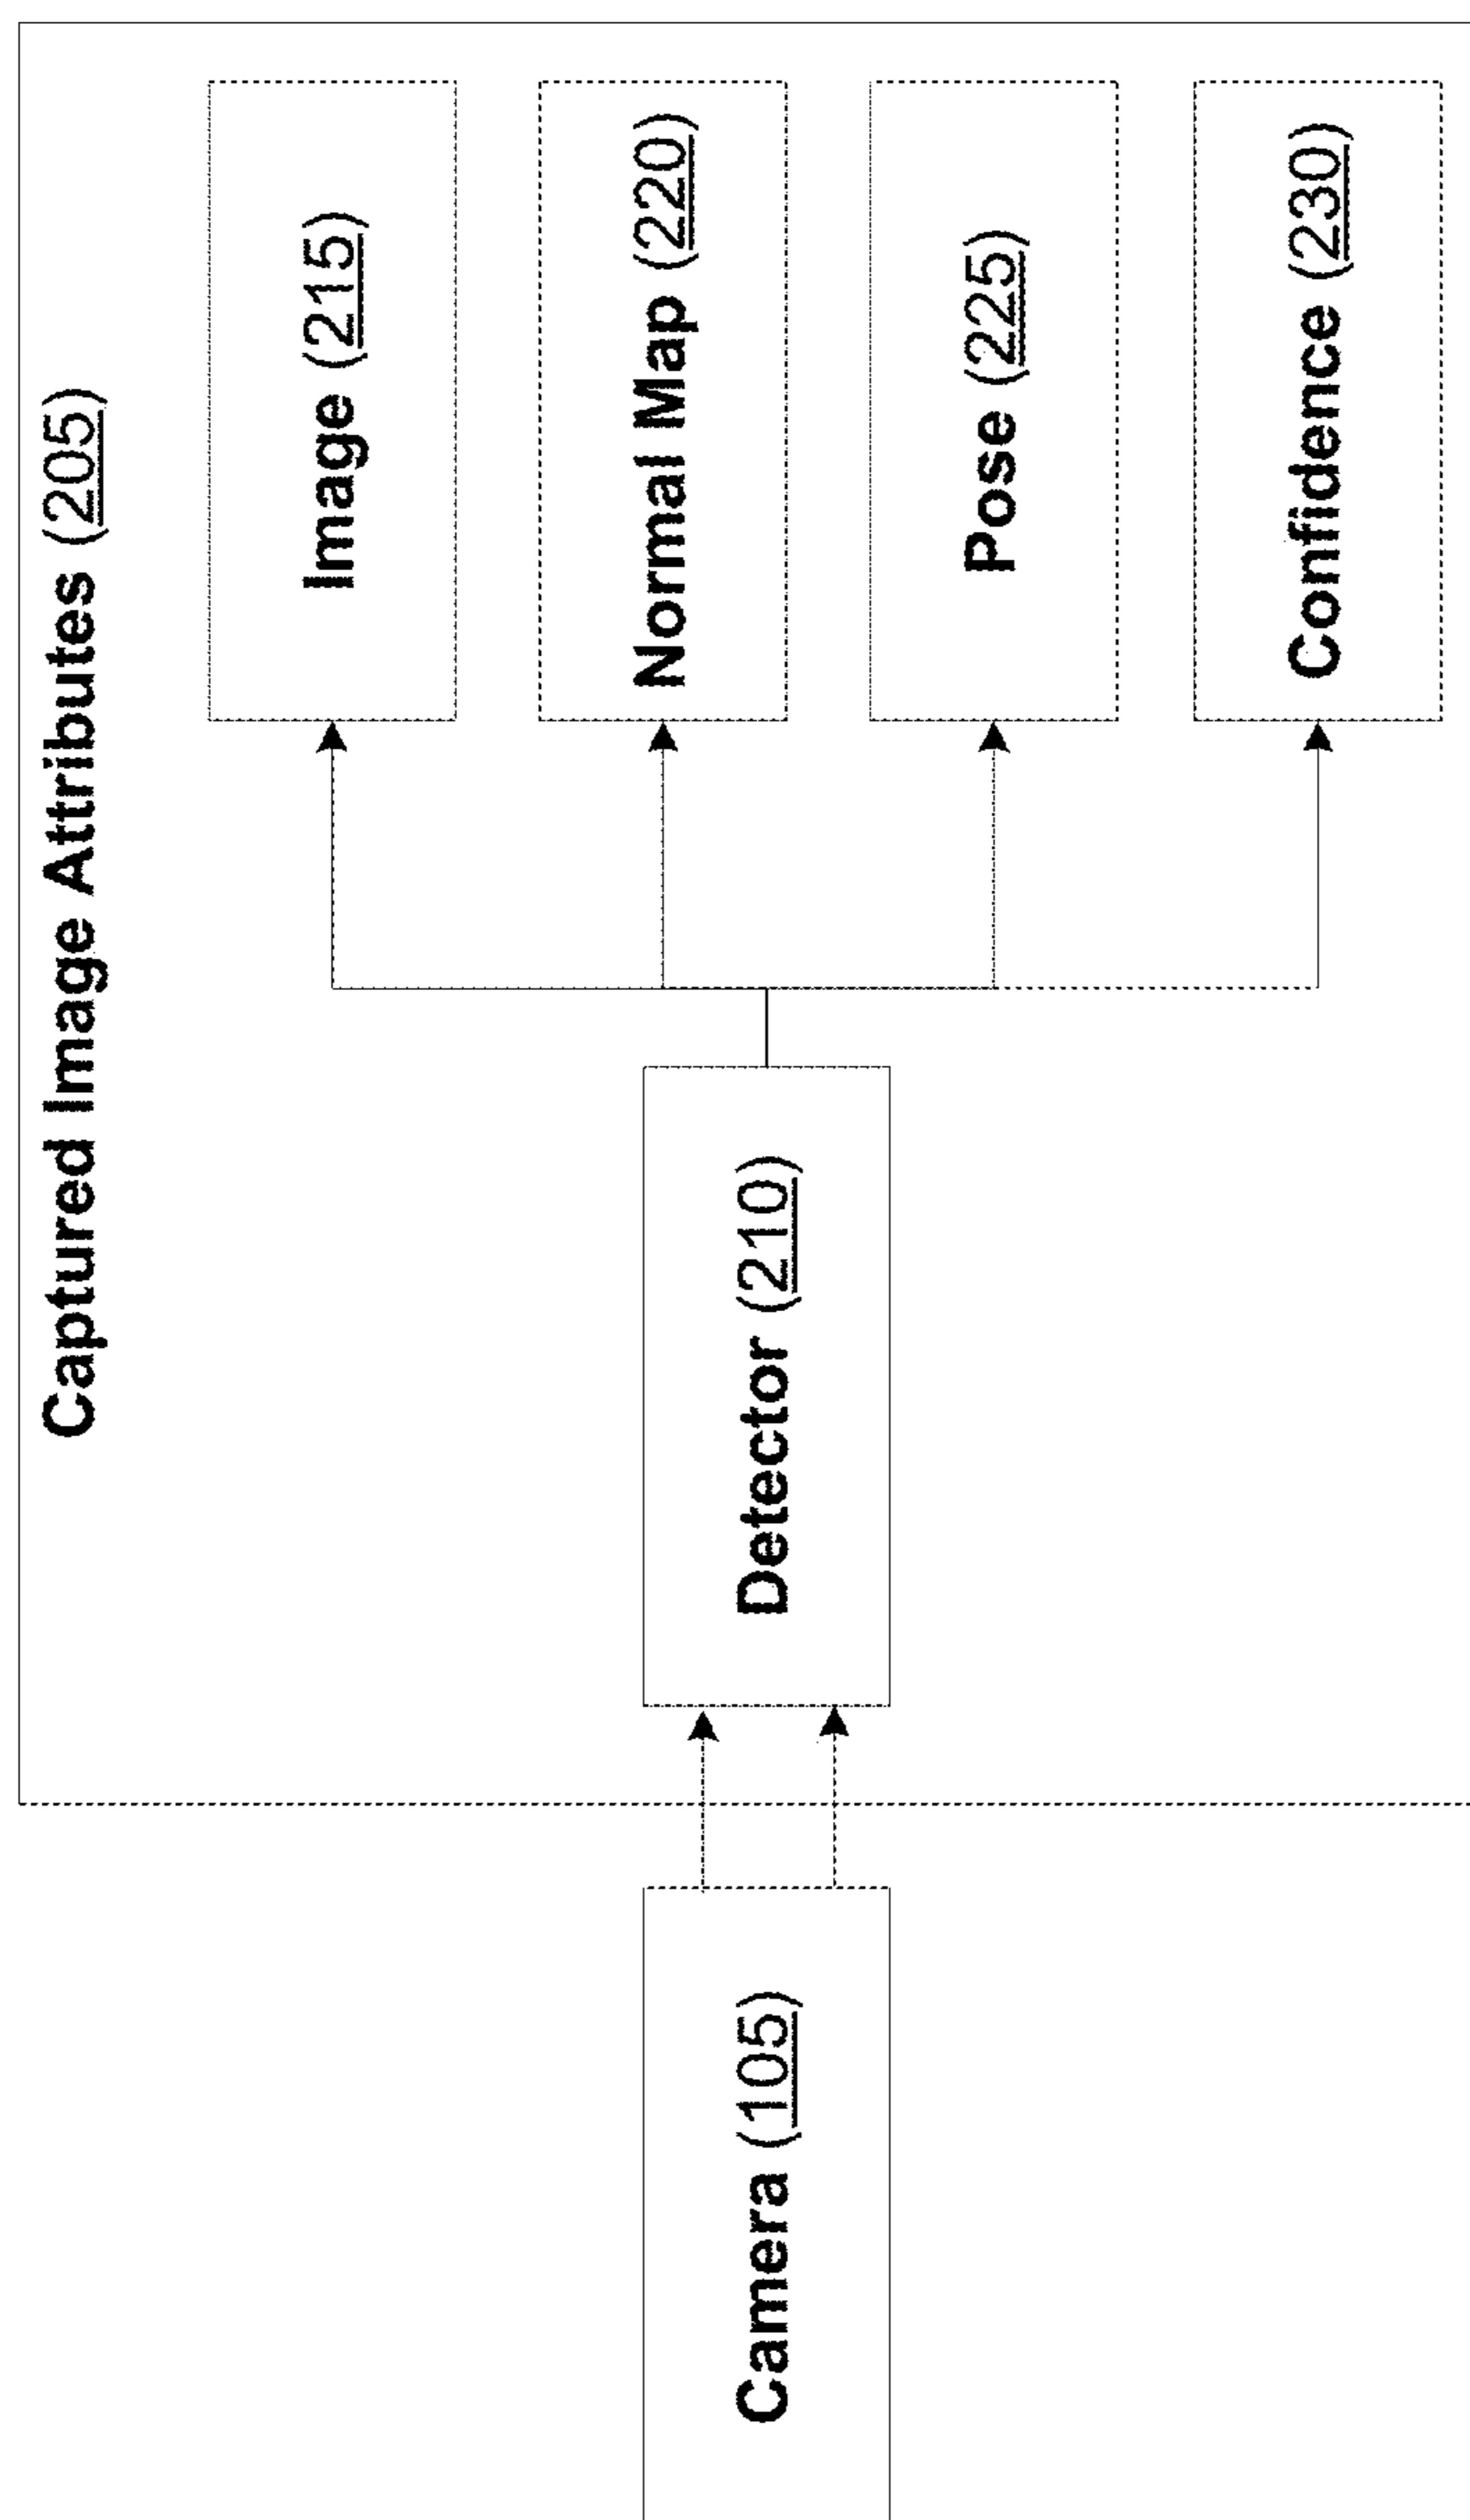 Captured Image Attributes (205)
Camera (105)
Detector (210)
Image (215)
Normal Map (220)
Pose (225)
Confidence (230)